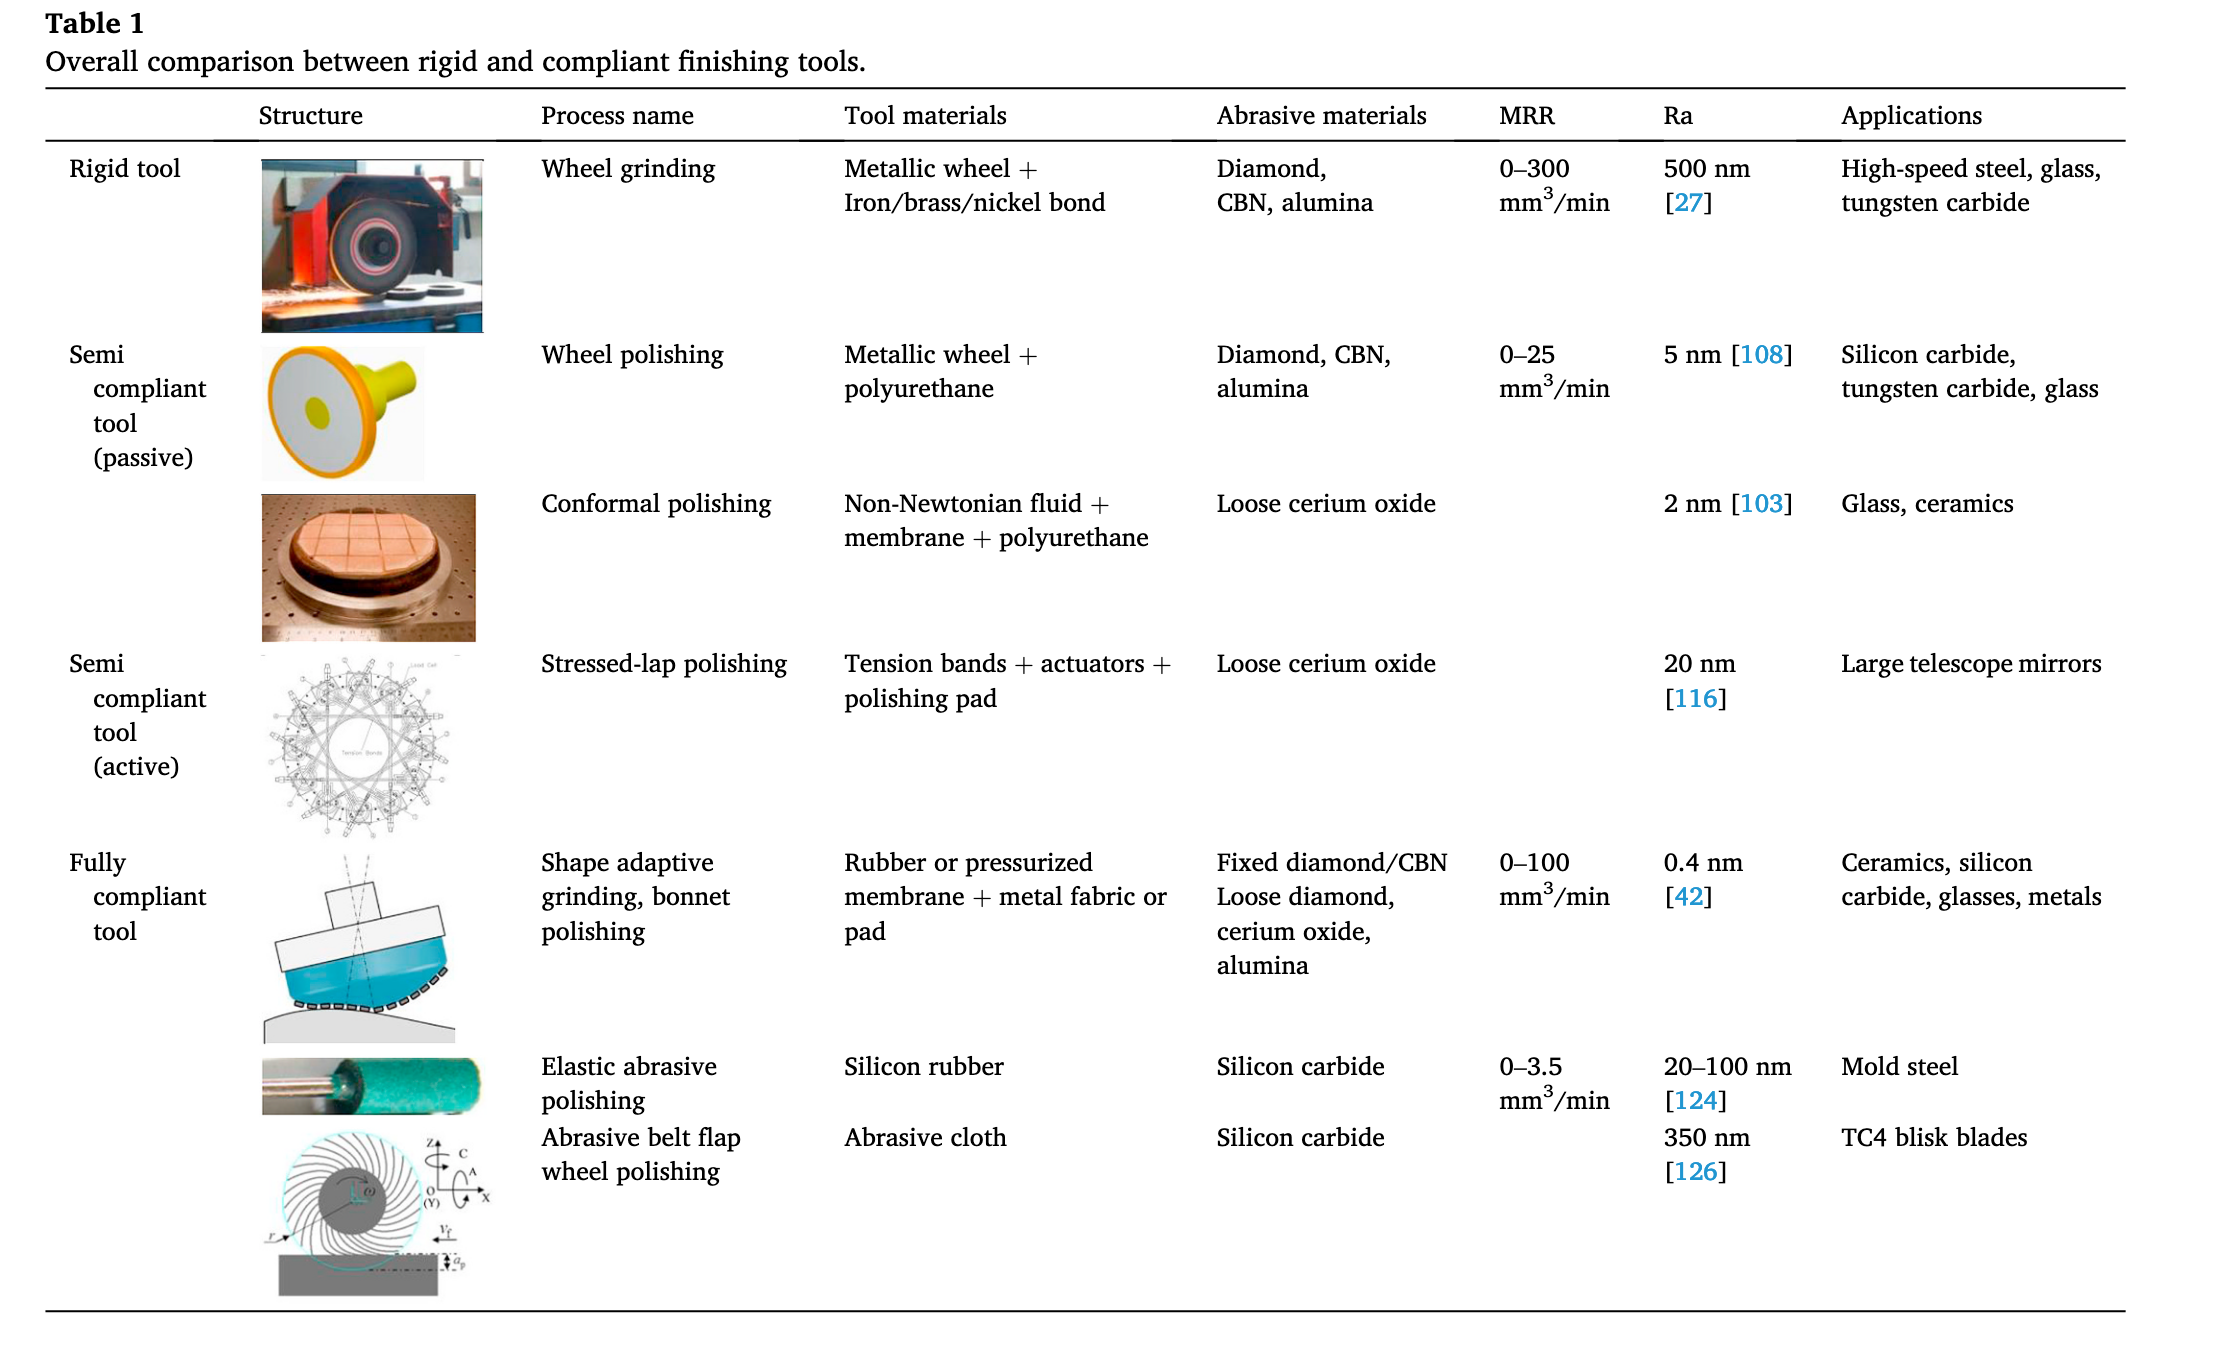 Table 1
Overall comparison between rigid and compliant finishing tools.
Structure Process name Tool materials Abrasive materials MRR Ra Applications
Rigid tool Wheel grinding Metallic wheel + Diamond, 0–300 500 nm High-speed steel, glass,
Iron/brass/nickel bond CBN, alumina mm³/min [27] tungsten carbide
Semi Wheel polishing Metallic wheel + Diamond, CBN, 0–25 5 nm [108] Silicon carbide,
compliant polyurethane alumina mm³/min tungsten carbide, glass
tool
(passive)
Conformal polishing Non-Newtonian fluid + Loose cerium oxide 2 nm [103] Glass, ceramics
membrane + polyurethane
Semi Stressed-lap polishing Tension bands + actuators + Loose cerium oxide 20 nm Large telescope mirrors
compliant polishing pad [116]
tool
(active)
Load Cell
Tension Bands
Fully Shape adaptive Rubber or pressurized Fixed diamond/CBN 0–100 0.4 nm Ceramics, silicon
compliant grinding, bonnet membrane + metal fabric or Loose diamond, mm³/min [42] carbide, glasses, metals
tool polishing pad cerium oxide,
alumina
Elastic abrasive Silicon rubber Silicon carbide 0–3.5 20–100 nm Mold steel
polishing mm³/min [124]
Abrasive belt flap Abrasive cloth Silicon carbide 350 nm TC4 blisk blades
wheel polishing [126]
Z C
A
O X
(Y)
ω
r
v_f
a_p